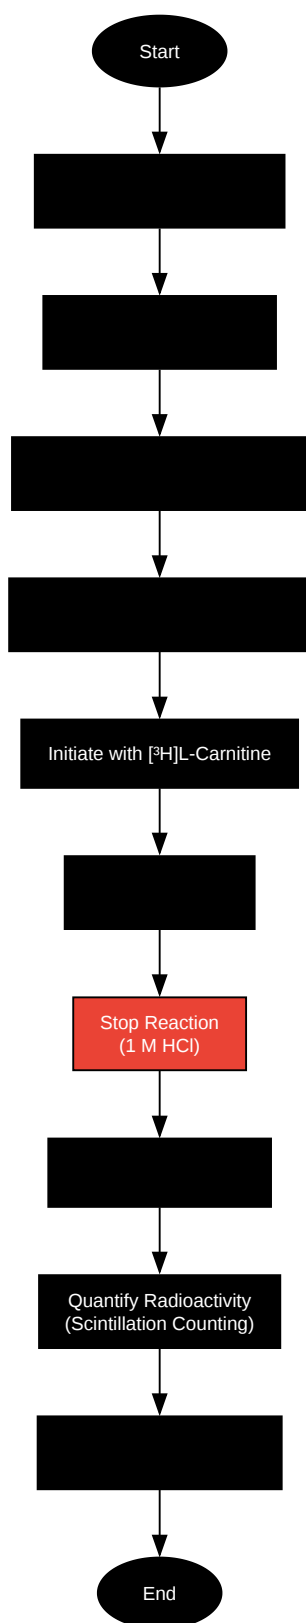 Start
Initiate with [³H]L-Carnitine
Stop Reaction
(1 M HCl)
Quantify Radioactivity
(Scintillation Counting)
End